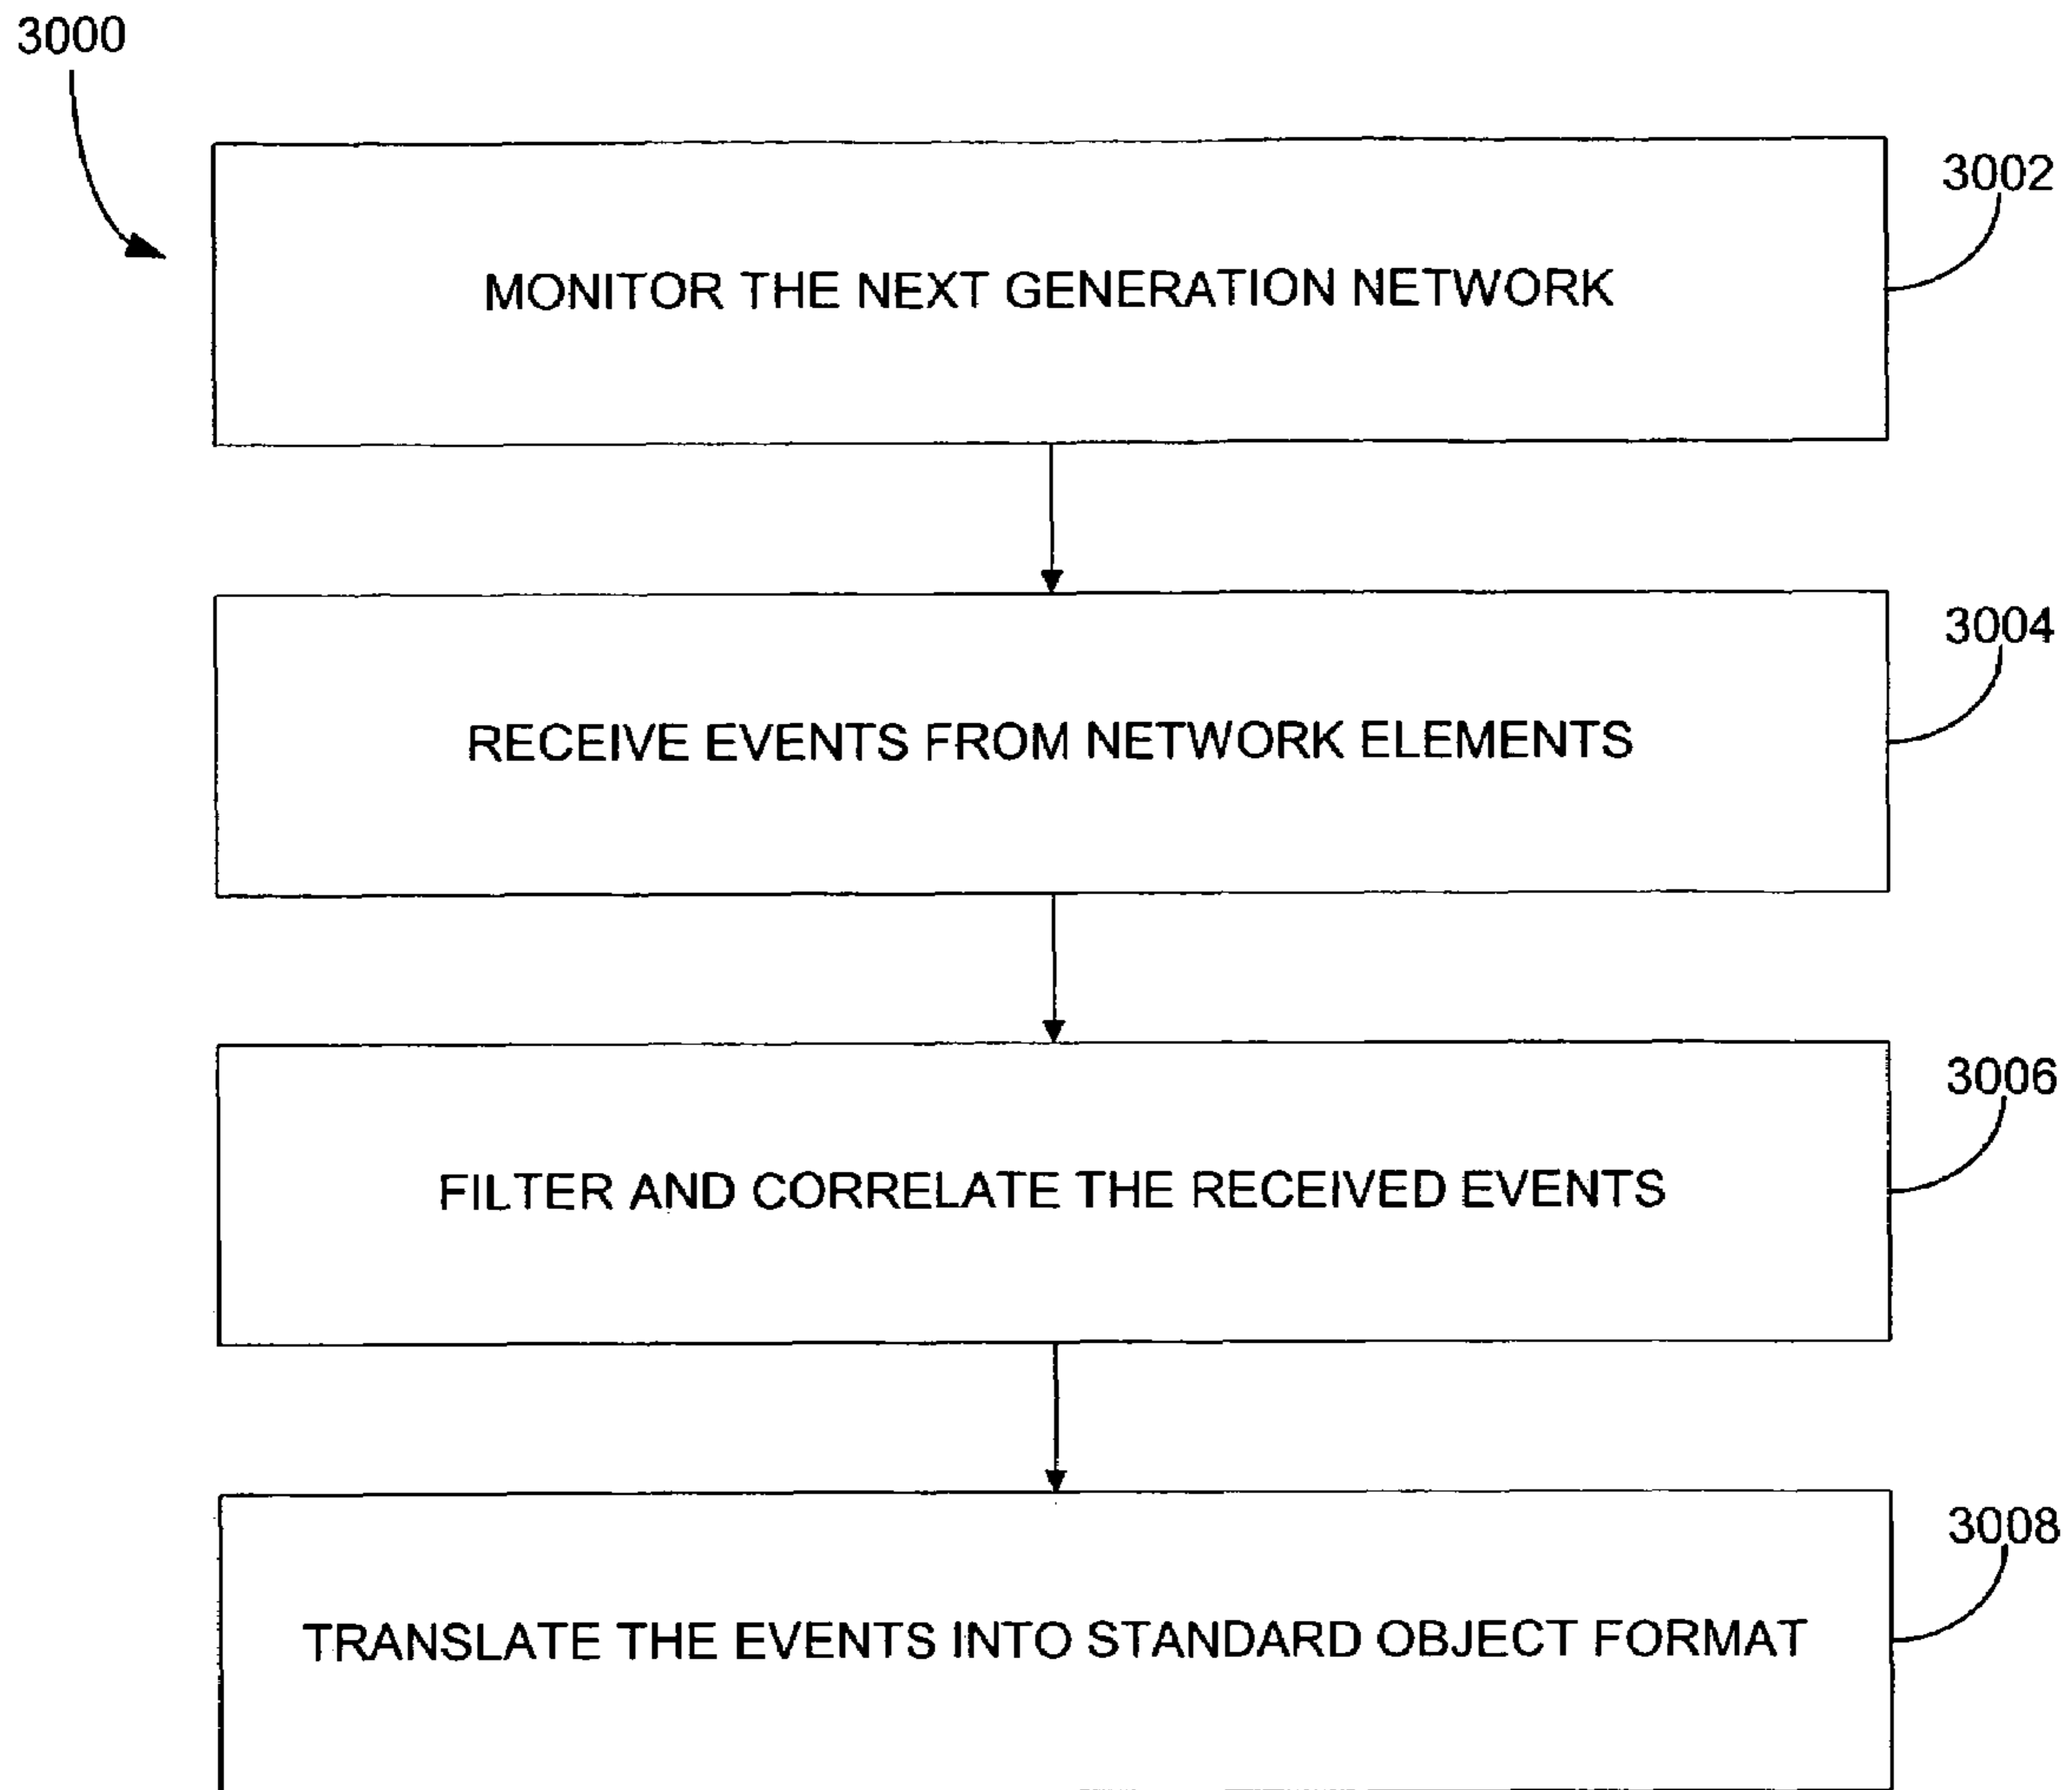 3000
3002
MONITOR THE NEXT GENERATION NETWORK
3004
RECEIVE EVENTS FROM NETWORK ELEMENTS
3006
FILTER AND CORRELATE THE RECEIVED EVENTS
3008
TRANSLATE THE EVENTS INTO STANDARD OBJECT FORMAT